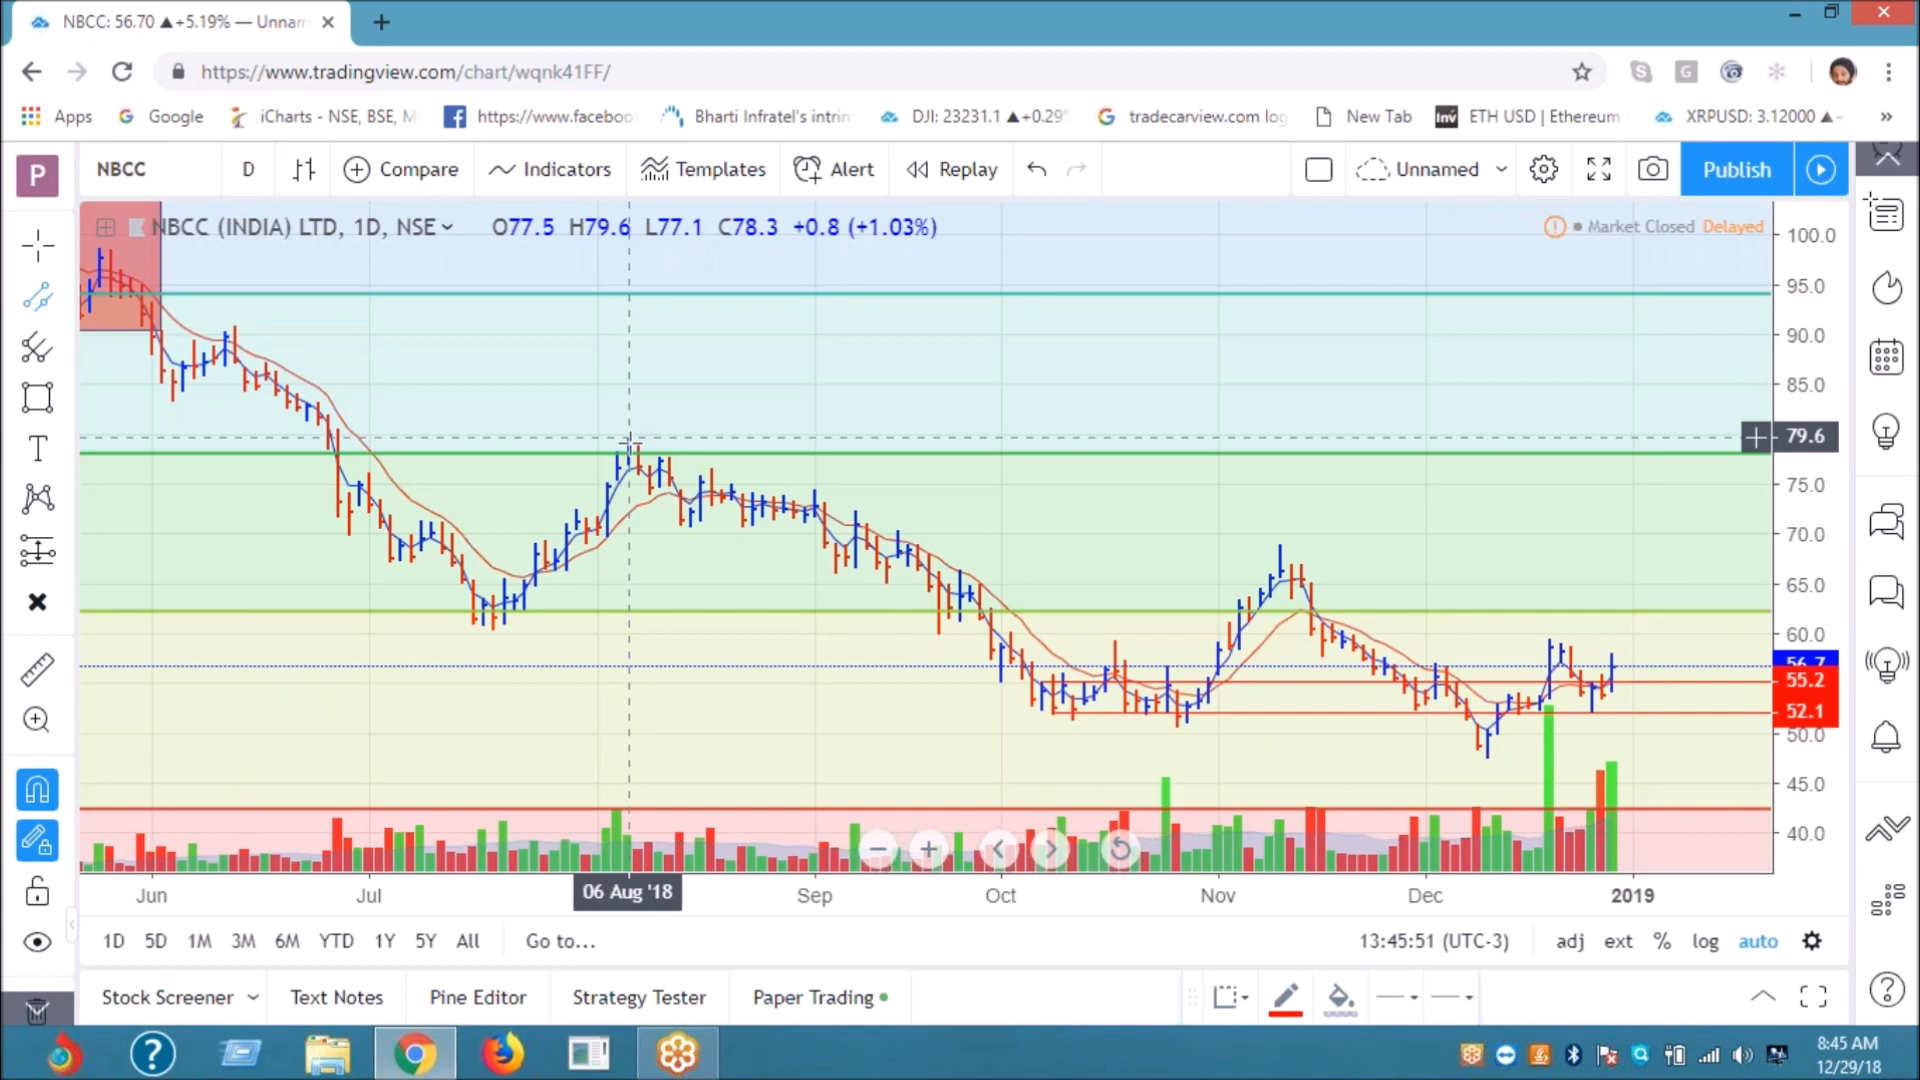 NBCC: 56.70 ▲+5.19% — Unnam
https://www.tradingview.com/chart/wqnk41FF/
Apps Google iCharts - NSE, BSE, M https://www.faceboo Bharti Infratel's intrin DJI: 23231.1 ▲+0.29% tradecarview.com log New Tab Inv ETH USD | Ethereum XRPUSD: 3.12000 ▲ »
P NBCC D Compare Indicators Templates Alert Replay Unnamed Publish
NBCC (INDIA) LTD, 1D, NSE O77.5 H79.6 L77.1 C78.3 +0.8 (+1.03%) Market Closed Delayed
100.0
95.0
90.0
85.0
79.6
75.0
70.0
65.0
60.0
56.7
55.2
52.1
50.0
45.0
40.0
Jun Jul 06 Aug '18 Sep Oct Nov Dec 2019
1D 5D 1M 3M 6M YTD 1Y 5Y All Go to... 13:45:51 (UTC-3) adj ext % log auto
Stock Screener Text Notes Pine Editor Strategy Tester Paper Trading
8:45 AM
12/29/18